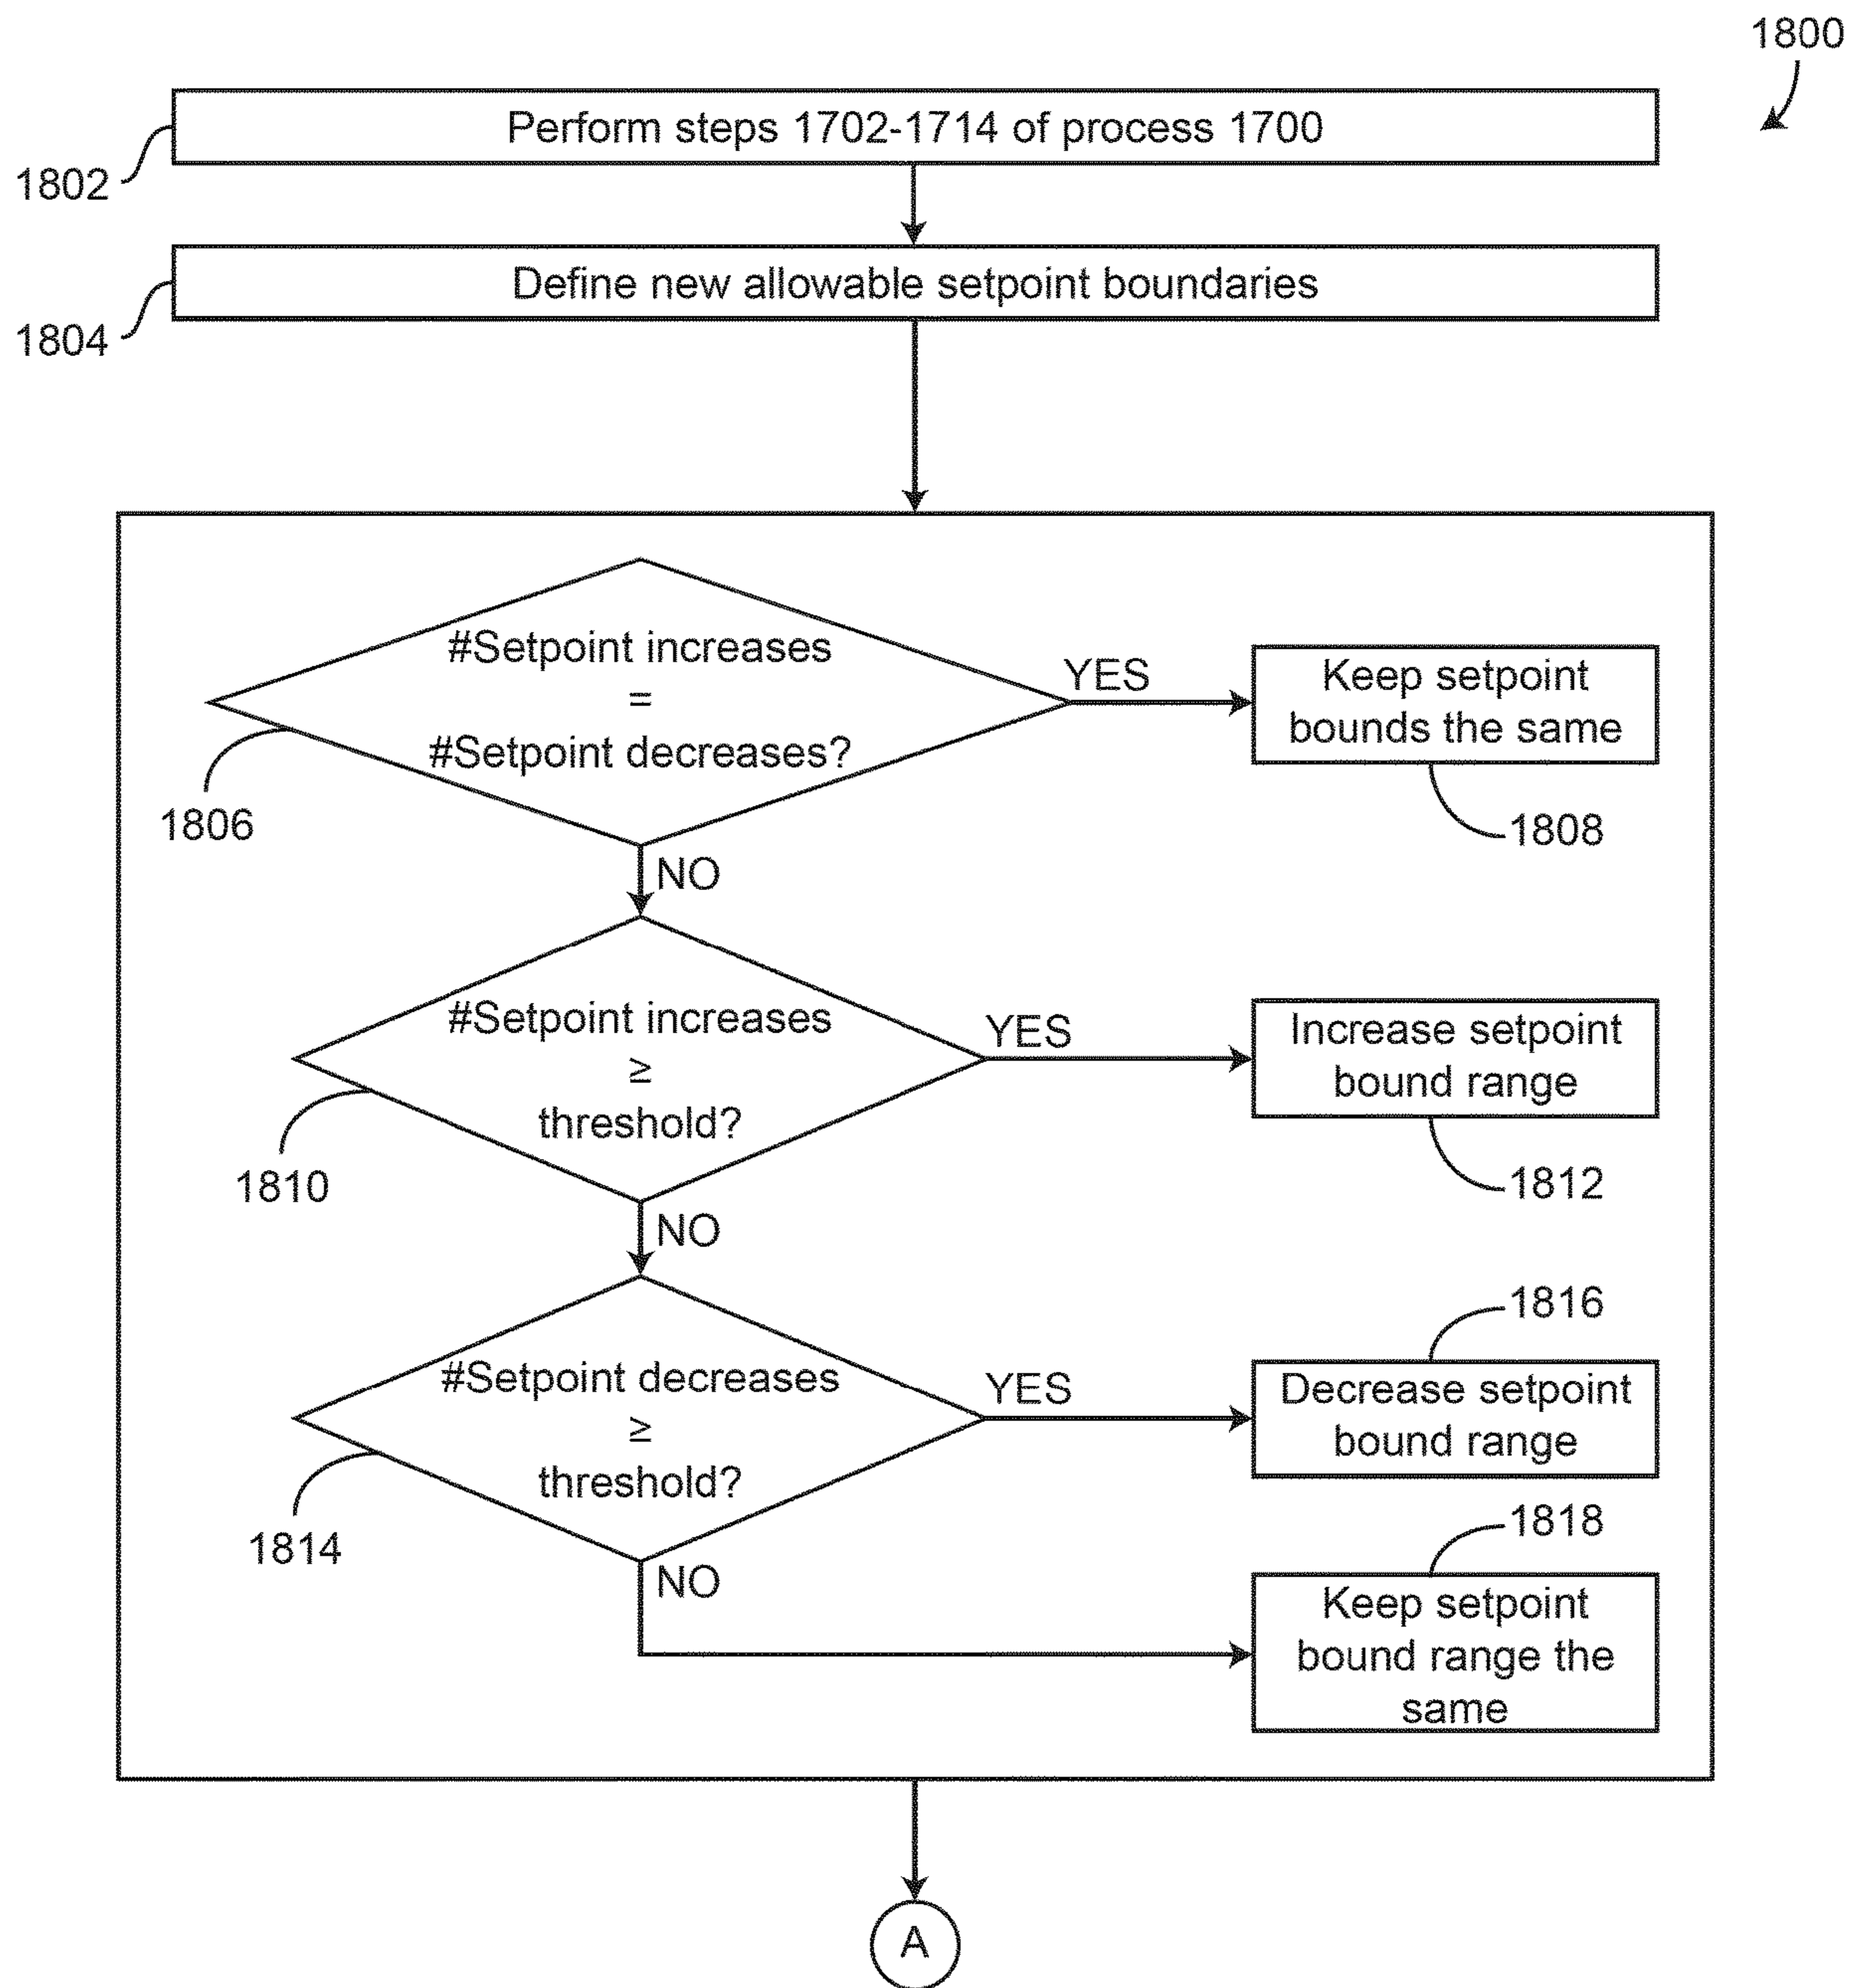 1800
Perform steps 1702-1714 of process 1700
1802
Define new allowable setpoint boundaries
1804
#Setpoint increases
=
#Setpoint decreases?
YES
Keep setpoint
bounds the same
1806
1808
NO
#Setpoint increases
≥
threshold?
YES
Increase setpoint
bound range
1810
1812
NO
#Setpoint decreases
≥
threshold?
YES
1816
Decrease setpoint
bound range
1814
1818
NO
Keep setpoint
bound range the
same
A